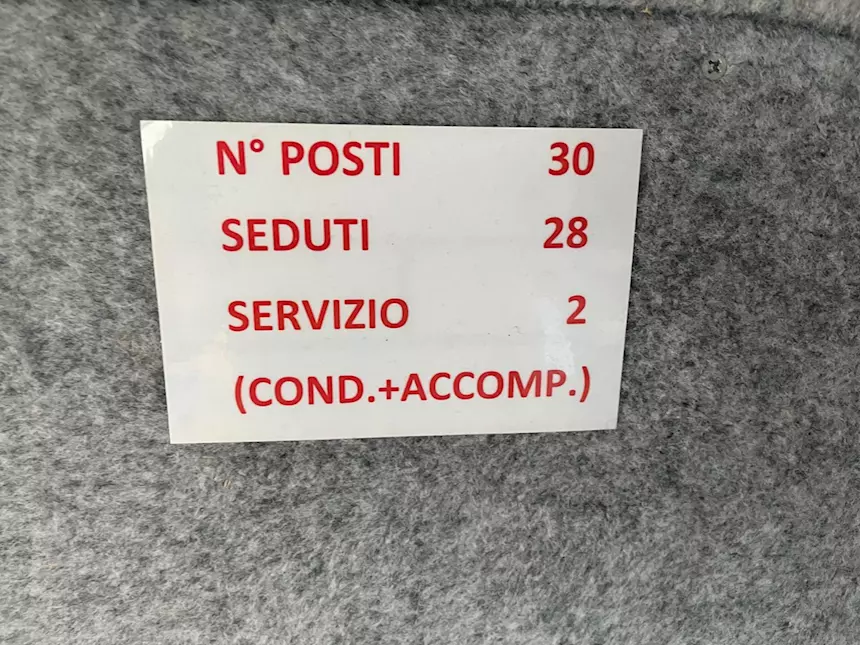 N° POSTI 30
SEDUTI 28
SERVIZIO 2
(COND.+ACCOMP.)